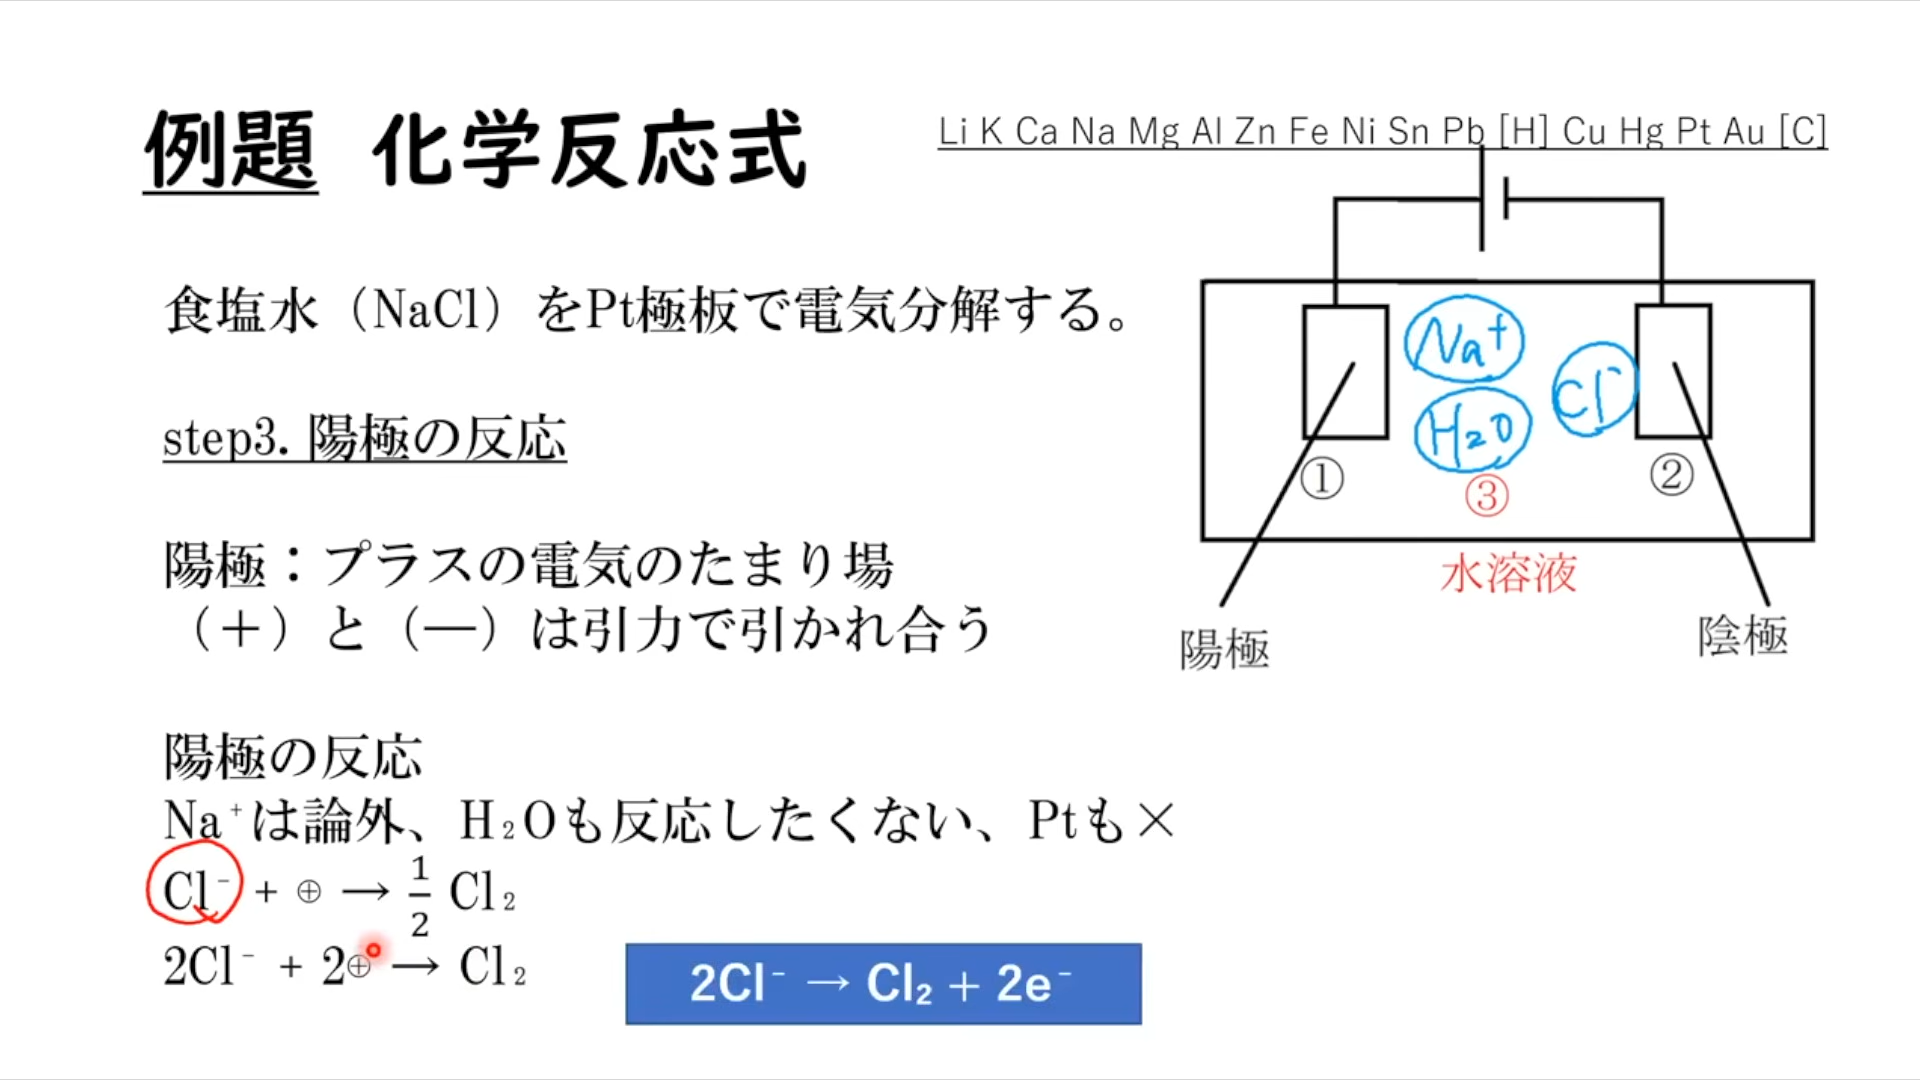 例題 化学反応式
Li K Ca Na Mg Al Zn Fe Ni Sn Pb [H] Cu Hg Pt Au [C]
食塩水（NaCl）をPt極板で電気分解する。
step3. 陽極の反応
陽極：プラスの電気のたまり場
（＋）と（―）は引力で引かれ合う
陽極の反応
Na⁺は論外、H₂Oも反応したくない、Ptも×
Cl⁻ + ⊕ → 1/2 Cl₂
2Cl⁻ + 2⊕ → Cl₂
2Cl⁻ → Cl₂ + 2e⁻
Na⁺
H₂O
Cl⁻
①
②
③
水溶液
陽極
陰極